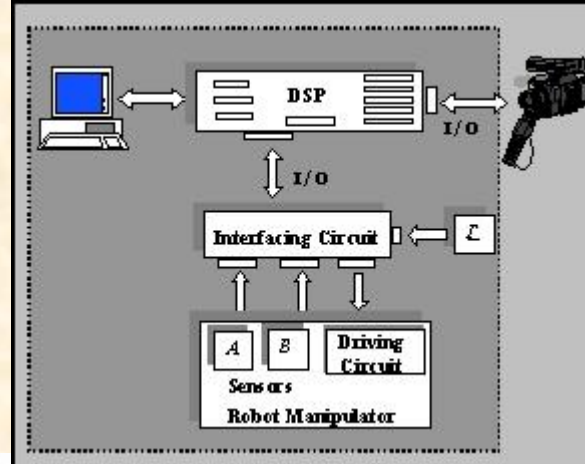 DSP
I/O
I/O
Interfacing Circuit
L
A
B
Driving
Circuit
Sensors
Robot Manipulator